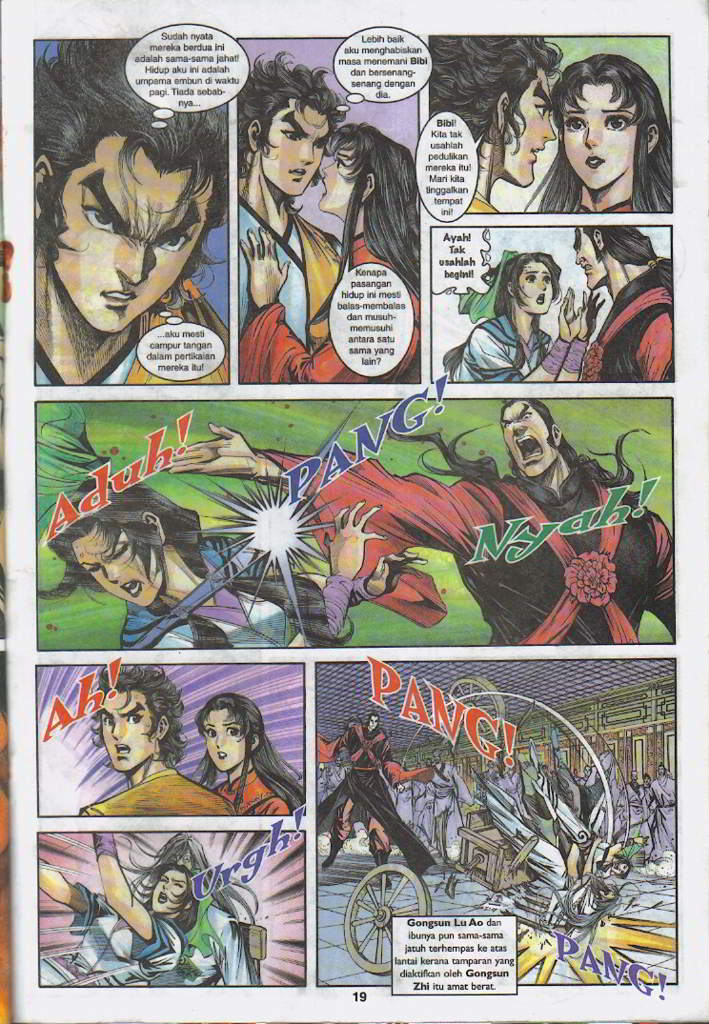 Sudah nyata
mereka berdua ini
adalah sama-sama jahat!
Hidup aku ini adalah
umpama embun di waktu
pagi. Tiada sebab-
nya...
...aku mesti
campur tangan
dalam pertikaian
mereka itu!
Lebih baik
aku menghabiskan
masa menemani Bibi
dan bersenang-
senang dengan
dia.
Kenapa
pasangan
hidup ini mesti
balas-membalas
dan musuh-
memusuhi
antara satu
sama yang
lain?
Bibi!
Kita tak
usahlah
pedulikan
mereka itu!
Mari kita
tinggalkan
tempat
ini!
Ayah!
Tak
usahlah
begini!
Aduh!
PANG!
Nyah!
Ah!
Urgh!
PANG!
Gongsun Lu Ao dan
ibunya pun sama-sama
jatuh terhempas ke atas
lantai kerana tamparan yang
diaktifkan oleh Gongsun
Zhi itu amat berat.
PANG!
19